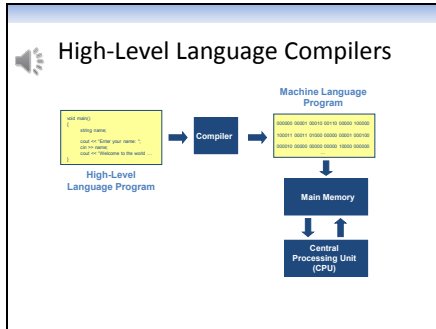 High-Level Language Compilers
void main()
{
string name;
cout << "Enter your name: ";
cin >> name;
cout << "Welcome to the world ...
}
High-Level
Language Program
Compiler
Machine Language
Program
000000 00001 00010 00110 00000 100000
100011 00011 01000 00000 00001 000100
000010 00000 00000 00000 10000 000000
...
Main Memory
Central
Processing Unit
(CPU)